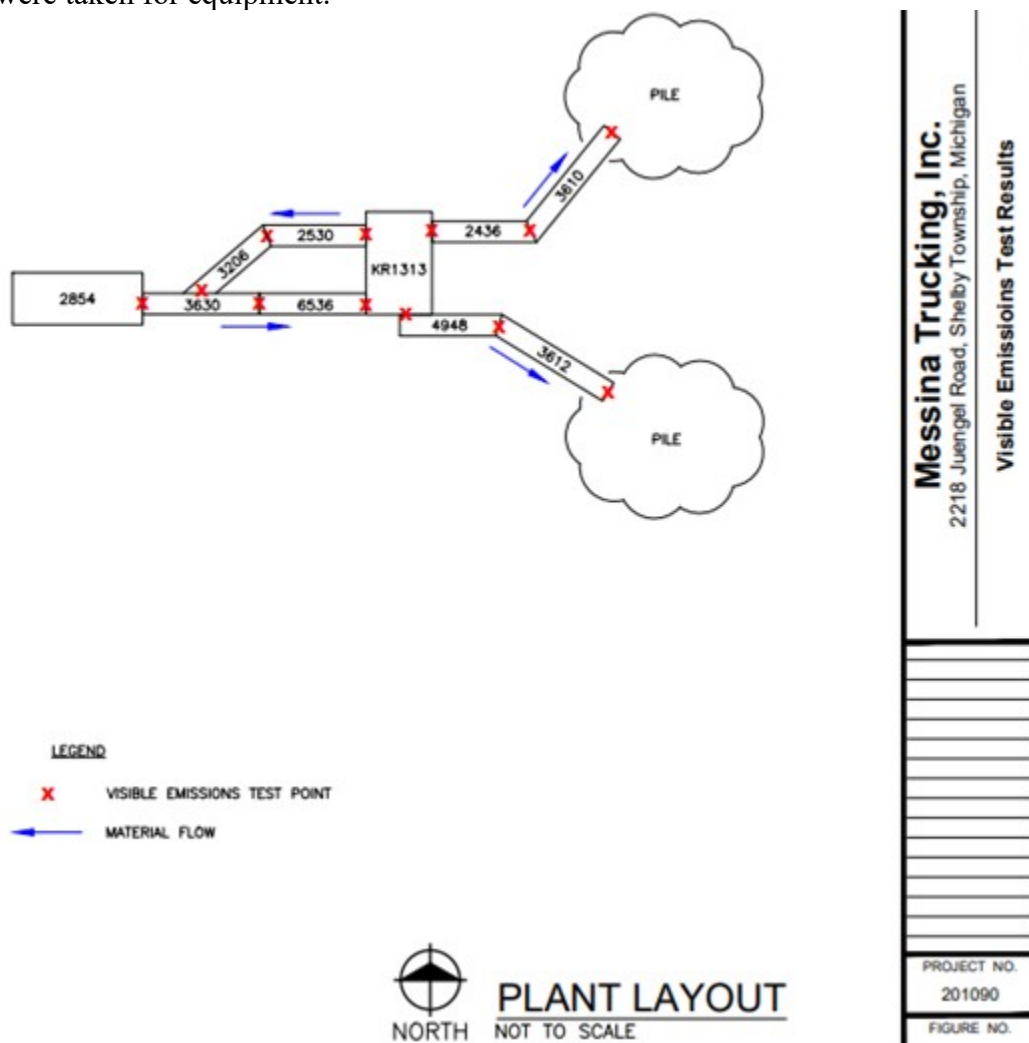 were taken for equipment.
PILE
3610
2530
2436
3206
KR1313
2854
3630
6536
4948
3612
PILE
LEGEND
X VISIBLE EMISSIONS TEST POINT
MATERIAL FLOW
NORTH
PLANT LAYOUT
NOT TO SCALE
Messina Trucking, Inc.
2218 Juengel Road, Shelby Township, Michigan
Visible Emissioins Test Results
PROJECT NO.
201090
FIGURE NO.